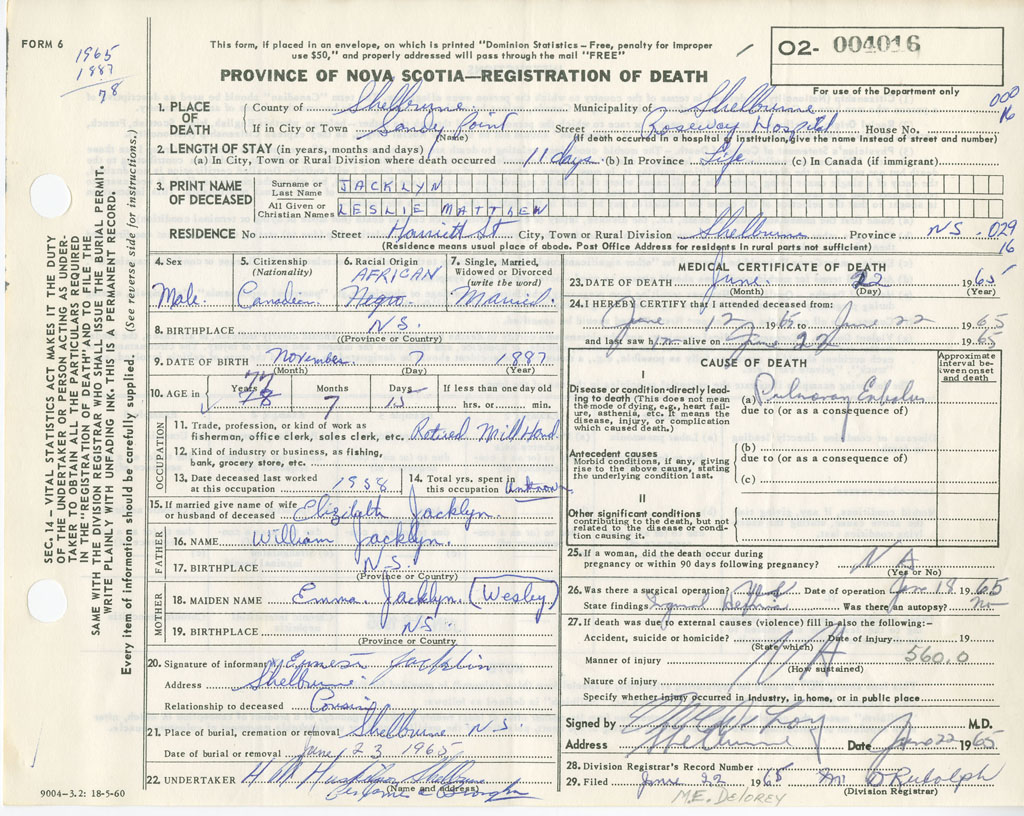 FORM 6
1965
1887
78
This form, if placed in an envelope, on which is printed "Dominion Statistics – Free, penalty for improper
use $50," and properly addressed will pass through the mail "FREE"
O2- 004016
For use of the Department only
PROVINCE OF NOVA SCOTIA—REGISTRATION OF DEATH
1. PLACE OF DEATH
County of Shelburne Municipality of Shelburne
If in City or Town Sandy Point Street Roseway Hospital House No.
(Name) (If death occurred in a hospital or institution, give name instead of street and number)
2. LENGTH OF STAY (in years, months and days)
(a) In City, Town or Rural Division where death occurred 11 days (b) In Province Life (c) In Canada (if immigrant)
3. PRINT NAME OF DECEASED
Surname or Last Name JACKLYN
All Given or Christian Names LESLIE MATTHEW
RESIDENCE No Street Harriett St City, Town or Rural Division Shelburne Province NS. 029
16
(Residence means usual place of abode. Post Office Address for residents in rural parts not sufficient)
4. Sex Male.
5. Citizenship (Nationality) Canadian
6. Racial Origin AFRICAN Negro
7. Single, Married, Widowed or Divorced (write the word) Married.
8. BIRTHPLACE N.S.
(Province or Country)
9. DATE OF BIRTH November 7 1887
(Month) (Day) (Year)
10. AGE in Years 77 78 Months 7 Days 15 If less than one day old
hrs. or min.
OCCUPATION
11. Trade, profession, or kind of work as
fisherman, office clerk, sales clerk, etc. Retired Mill Hand.
12. Kind of industry or business, as fishing,
bank, grocery store, etc.
13. Date deceased last worked
at this occupation 1958
14. Total yrs. spent in
this occupation Unknown
15. If married give name of wife
or husband of deceased Elizabeth Jacklyn
FATHER
16. NAME William Jacklyn.
17. BIRTHPLACE N.S.
(Province or Country)
MOTHER
18. MAIDEN NAME Emma Jacklyn (Wesley)
19. BIRTHPLACE NS.
(Province or Country)
20. Signature of informant Ernest Jacklin
Address Shelburne
Relationship to deceased Cousin
21. Place of burial, cremation or removal Shelburne N.S.
Date of burial or removal June 23 1965
22. UNDERTAKER H.M. Huskilson Shelburne
(Name and address)
9004-3.2: 18-5-60
MEDICAL CERTIFICATE OF DEATH
23. DATE OF DEATH June 22 1965
(Month) (Day) (Year)
24. I HEREBY CERTIFY that I attended deceased from:
June 12 1965 to June 22 1965
and last saw him alive on June 22 1965
CAUSE OF DEATH
Approximate interval between onset and death
I
Disease or condition directly leading to death (This does not mean
the mode of dying, e.g., heart failure, asthenia, etc. It means the
disease, injury, or complication
which caused death.)
(a) Pulmonary Embolus
due to (or as a consequence of)
Antecedent causes
Morbid conditions, if any, giving
rise to the above cause, stating
the underlying condition last.
(b)
due to (or as a consequence of)
(c)
II
Other significant conditions
contributing to the death, but not
related to the disease or condition causing it.
25. If a woman, did the death occur during
pregnancy or within 90 days following pregnancy? N A
(Yes or No)
26. Was there a surgical operation? Yes Date of operation June 18 1965
State findings Inguinal Hernia Was there an autopsy? no
27. If death was due to external causes (violence) fill in also the following:–
Accident, suicide or homicide? Date of injury 19
(State which)
Manner of injury N A 560.0
(How sustained)
Nature of injury
Specify whether injury occurred in industry, in home, or in public place.
Signed by M.D.
Address Shelburne Date June 22 1965
28. Division Registrar's Record Number
29. Filed June 22 1965 D Rudolph
(Division Registrar)
M.E. Delorey
SEC. 14 – VITAL STATISTICS ACT MAKES IT THE DUTY
OF THE UNDERTAKER OR PERSON ACTING AS UNDER-
TAKER TO OBTAIN ALL THE PARTICULARS REQUIRED
IN THE "REGISTRATION OF DEATH" AND TO FILE THE
SAME WITH THE DIVISION REGISTRAR WHO SHALL ISSUE THE BURIAL PERMIT.
WRITE PLAINLY WITH UNFADING INK—THIS IS A PERMANENT RECORD.
Every item of information should be carefully supplied. (See reverse side for instructions.)